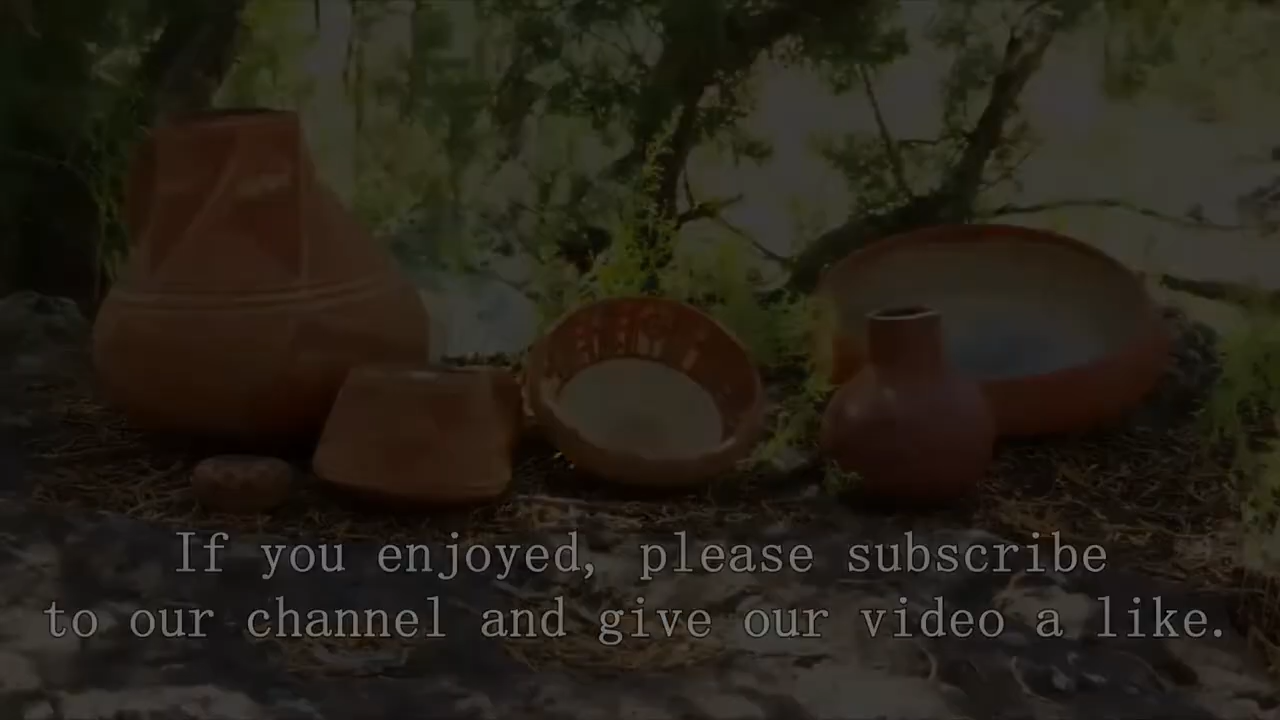 If you enjoyed, please subscribe
to our channel and give our video a like.